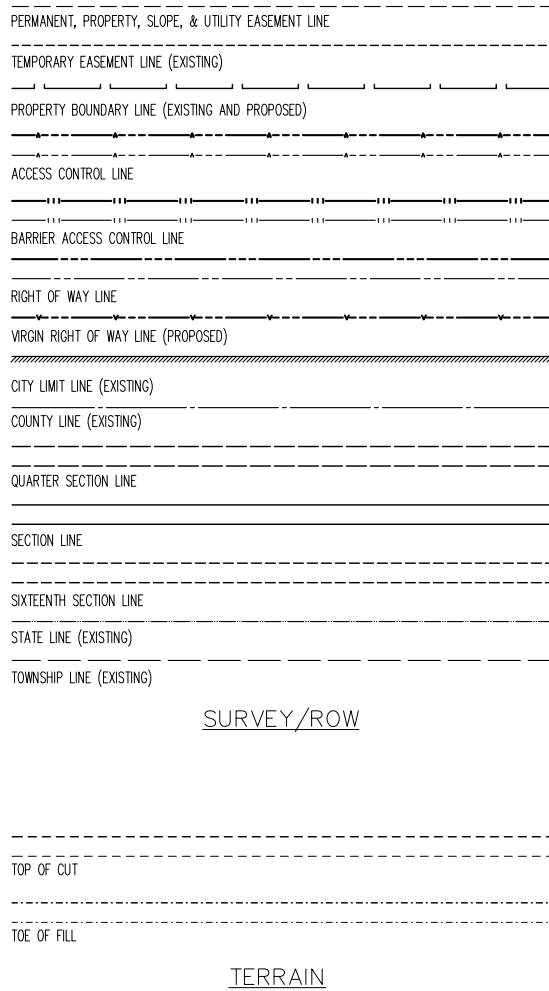 PERMANENT, PROPERTY, SLOPE, & UTILITY EASEMENT LINE
TEMPORARY EASEMENT LINE (EXISTING)
PROPERTY BOUNDARY LINE (EXISTING AND PROPOSED)
ACCESS CONTROL LINE
BARRIER ACCESS CONTROL LINE
RIGHT OF WAY LINE
VIRGIN RIGHT OF WAY LINE (PROPOSED)
CITY LIMIT LINE (EXISTING)
COUNTY LINE (EXISTING)
QUARTER SECTION LINE
SECTION LINE
SIXTEENTH SECTION LINE
STATE LINE (EXISTING)
TOWNSHIP LINE (EXISTING)
SURVEY/ROW
TOP OF CUT
TOE OF FILL
TERRAIN